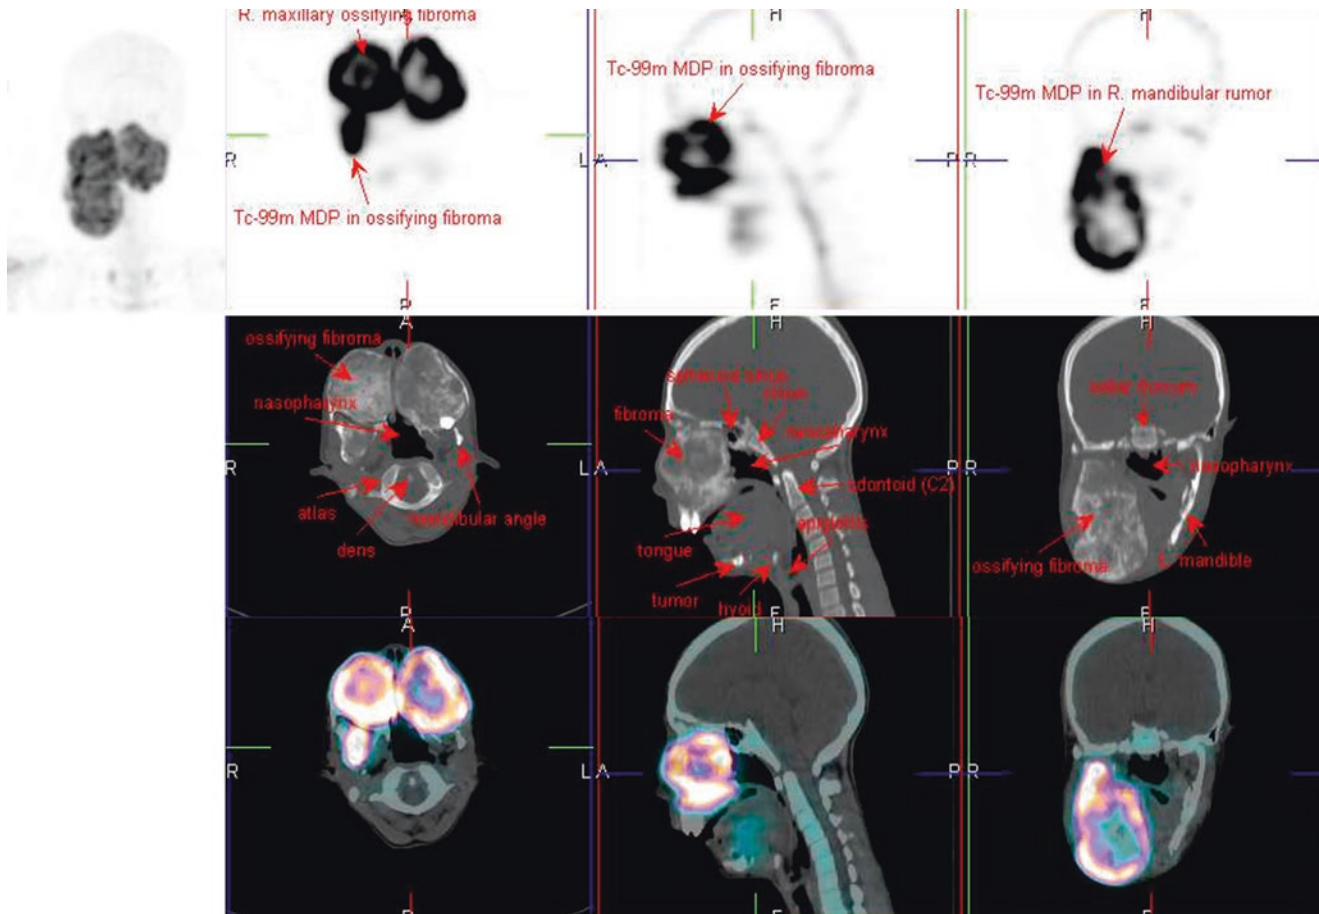 R. maxillary ossifying fibroma
Tc-99m MDP in ossifying fibroma
R
L
Tc-99m MDP in ossifying fibroma
H
A
P
Tc-99m MDP in R. mandibular rumor
H
R
A
ossifying fibroma
nasopharynx
R
L
atlas
mandibular angle
dens
H
sphenoid sinus
clivus
fibroma
nasopharynx
A
P
odontoid (C2)
epiglottis
tongue
tumor
hyoid
H
sellar dorsum
nasopharynx
R
ossifying fibroma
mandible
A
R
L
H
A
P
H
R